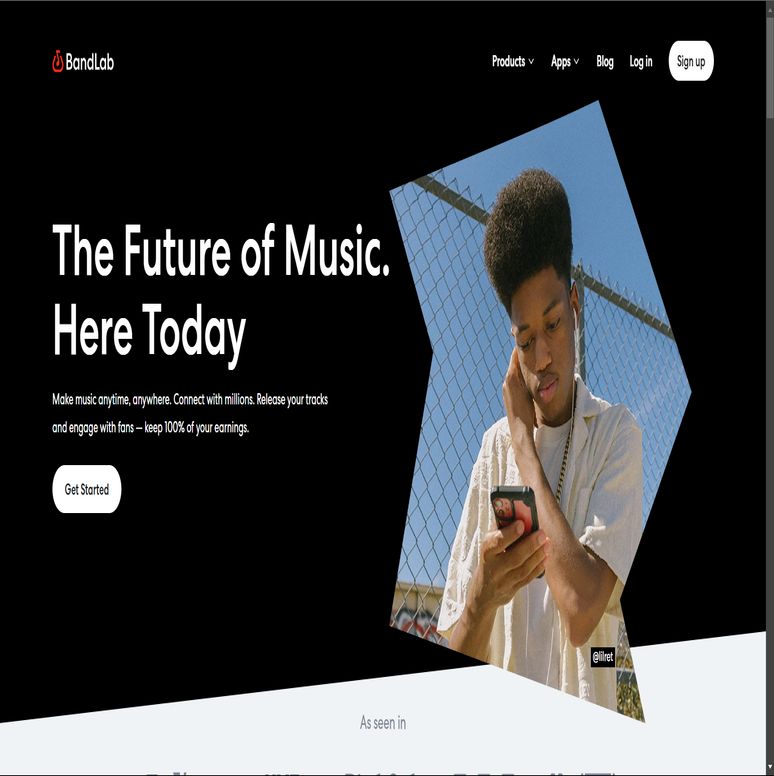 BandLab
Products Apps Blog Log in Sign up
The Future of Music.
Here Today
Make music anytime, anywhere. Connect with millions. Release your tracks
and engage with fans — keep 100% of your earnings.
Get Started
@lilret
As seen in